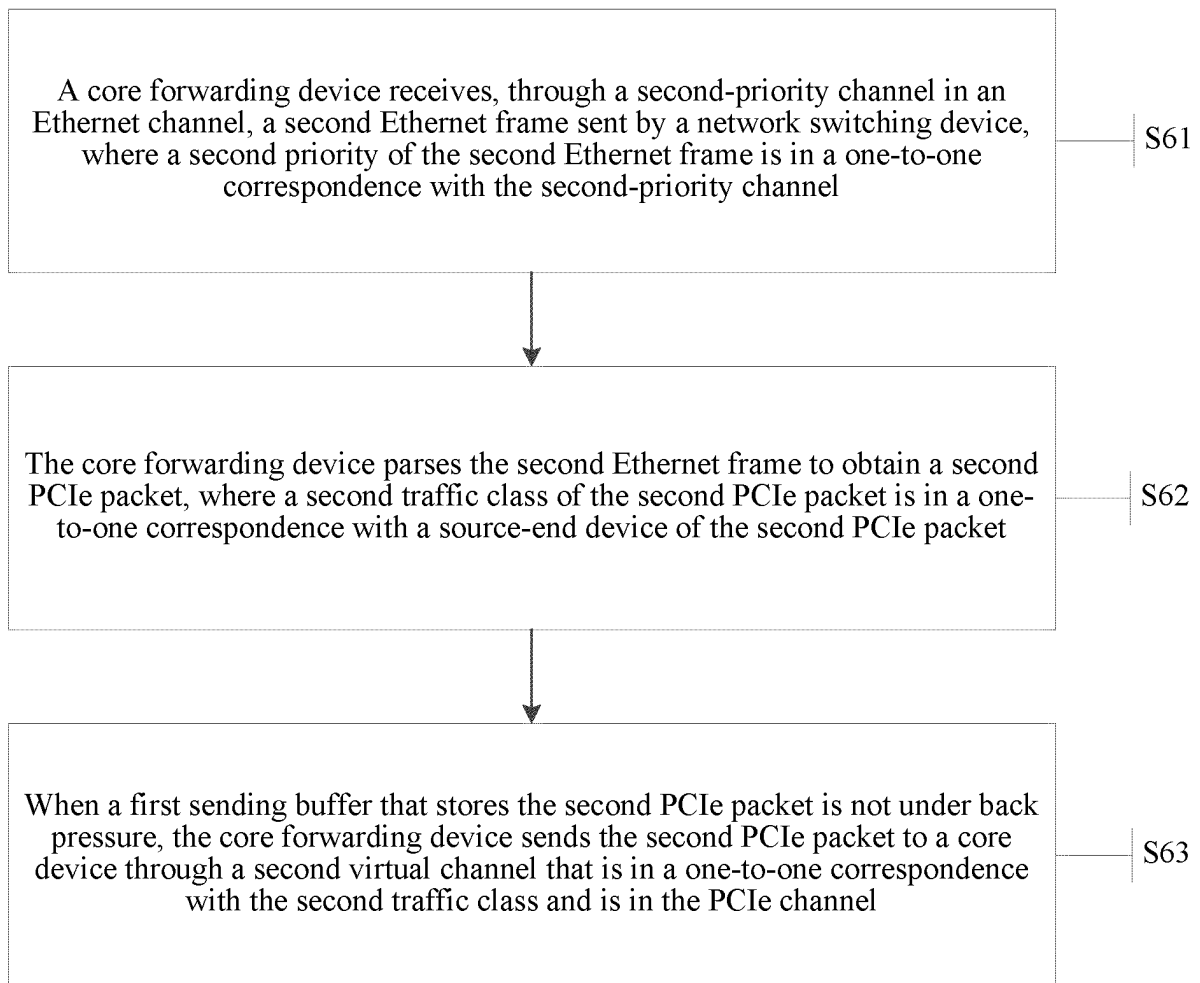 A core forwarding device receives, through a second-priority channel in an
Ethernet channel, a second Ethernet frame sent by a network switching device,
where a second priority of the second Ethernet frame is in a one-to-one
correspondence with the second-priority channel
S61
The core forwarding device parses the second Ethernet frame to obtain a second
PCIe packet, where a second traffic class of the second PCIe packet is in a one-
to-one correspondence with a source-end device of the second PCIe packet
S62
When a first sending buffer that stores the second PCIe packet is not under back
pressure, the core forwarding device sends the second PCIe packet to a core
device through a second virtual channel that is in a one-to-one correspondence
with the second traffic class and is in the PCIe channel
S63